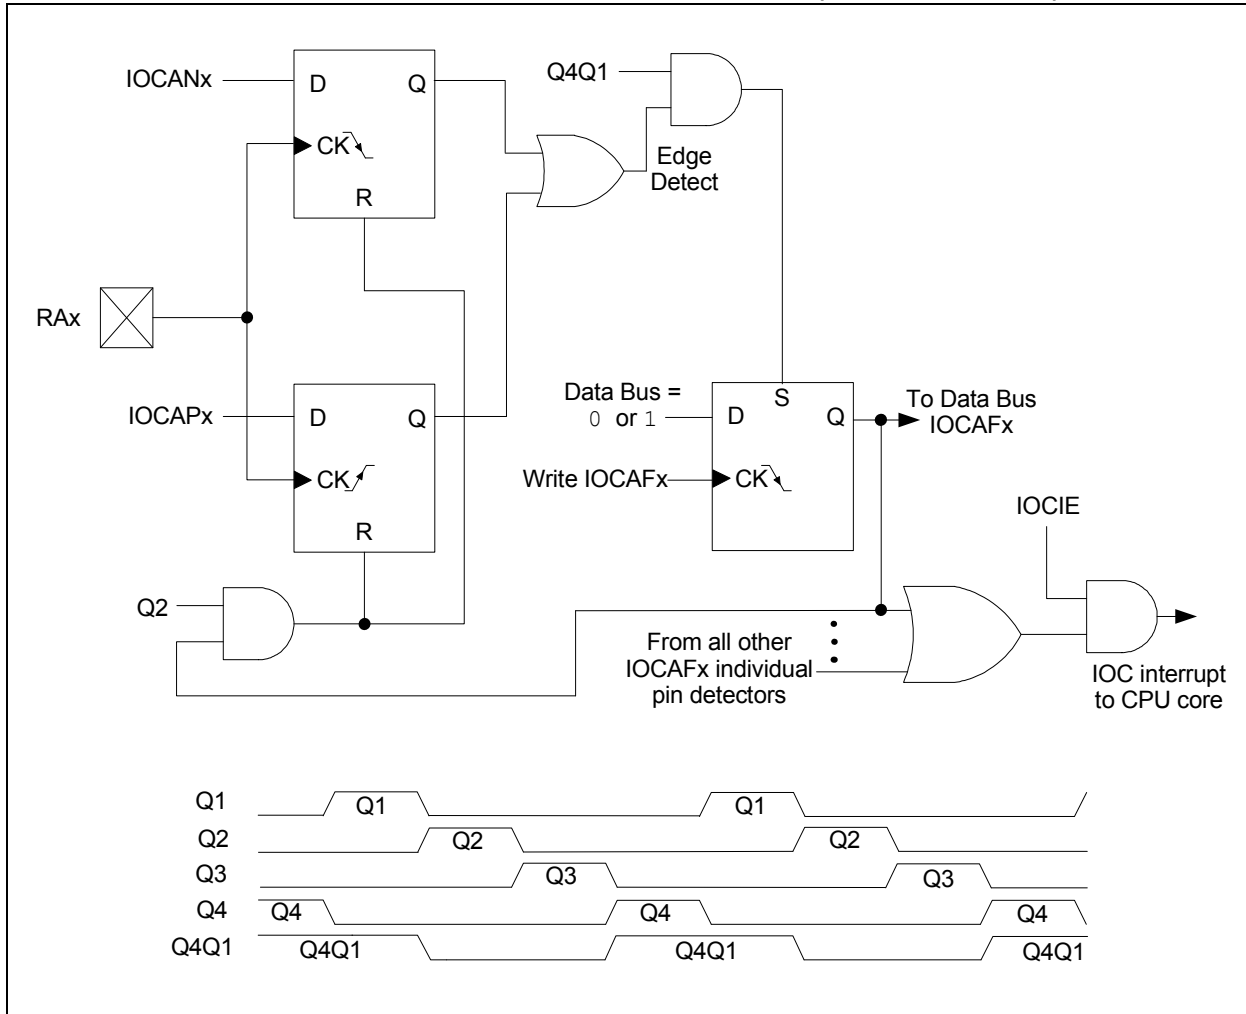 IOCANx
D
Q
CK
R
Q4Q1
Edge
Detect
RAx
IOCAPx
D
Q
CK
R
Q2
Data Bus =
0 or 1
S
D
Q
Write IOCAFx
CK
To Data Bus
IOCAFx
IOCIE
From all other
IOCAFx individual
pin detectors
IOC interrupt
to CPU core
Q1 Q1 Q1
Q2 Q2 Q2
Q3 Q3 Q3
Q4 Q4 Q4 Q4
Q4Q1 Q4Q1 Q4Q1 Q4Q1